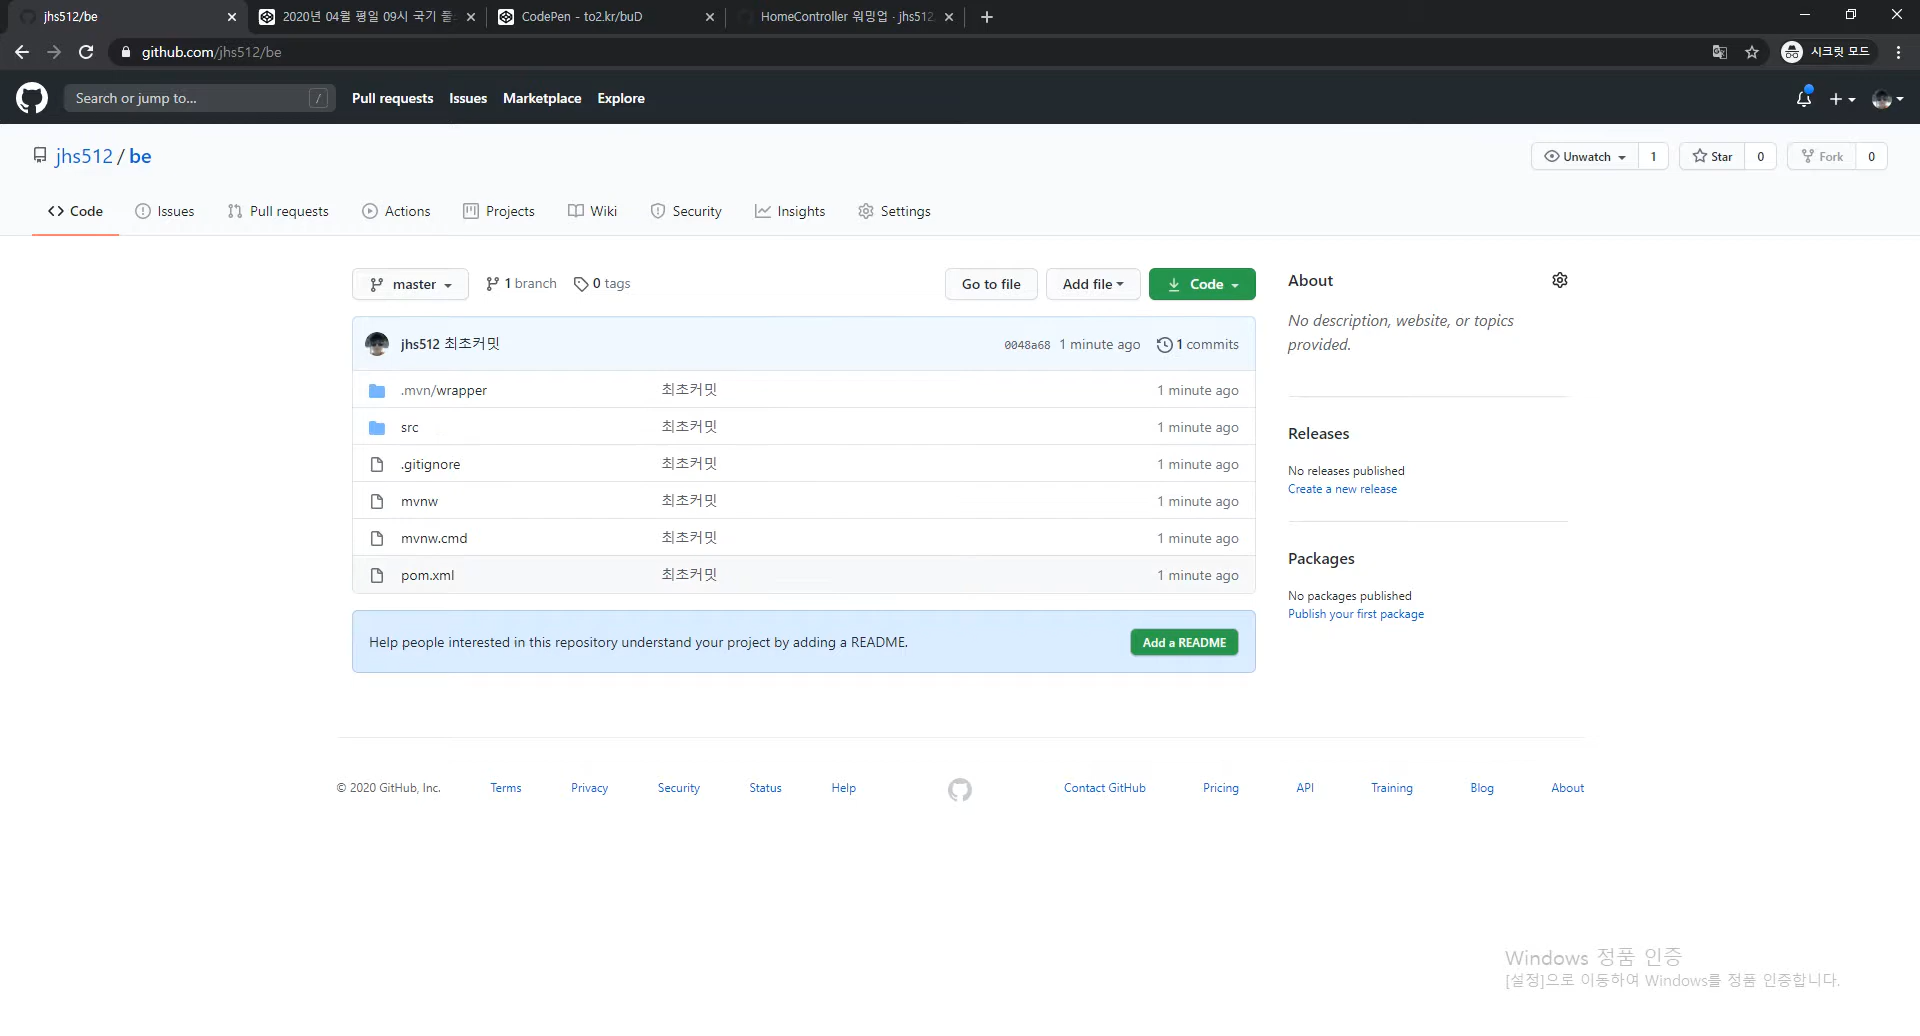 jhs512/be
2020년 04월 평일 09시 국기 훌
CodePen - to2.kr/buD
HomeController 워밍업 · jhs512
github.com/jhs512/be
시크릿 모드
Search or jump to...
/
Pull requests
Issues
Marketplace
Explore
jhs512 / be
Unwatch 1
Star 0
Fork 0
Code
Issues
Pull requests
Actions
Projects
Wiki
Security
Insights
Settings
master
1 branch
0 tags
Go to file
Add file
Code
About
No description, website, or topics
provided.
jhs512 최초커밋
0048a68 1 minute ago
1 commits
.mvn/wrapper 최초커밋 1 minute ago
src 최초커밋 1 minute ago
.gitignore 최초커밋 1 minute ago
mvnw 최초커밋 1 minute ago
mvnw.cmd 최초커밋 1 minute ago
pom.xml 최초커밋 1 minute ago
Releases
No releases published
Create a new release
Packages
No packages published
Publish your first package
Help people interested in this repository understand your project by adding a README.
Add a README
© 2020 GitHub, Inc.
Terms
Privacy
Security
Status
Help
Contact GitHub
Pricing
API
Training
Blog
About
Windows 정품 인증
[설정]으로 이동하여 Windows를 정품 인증합니다.